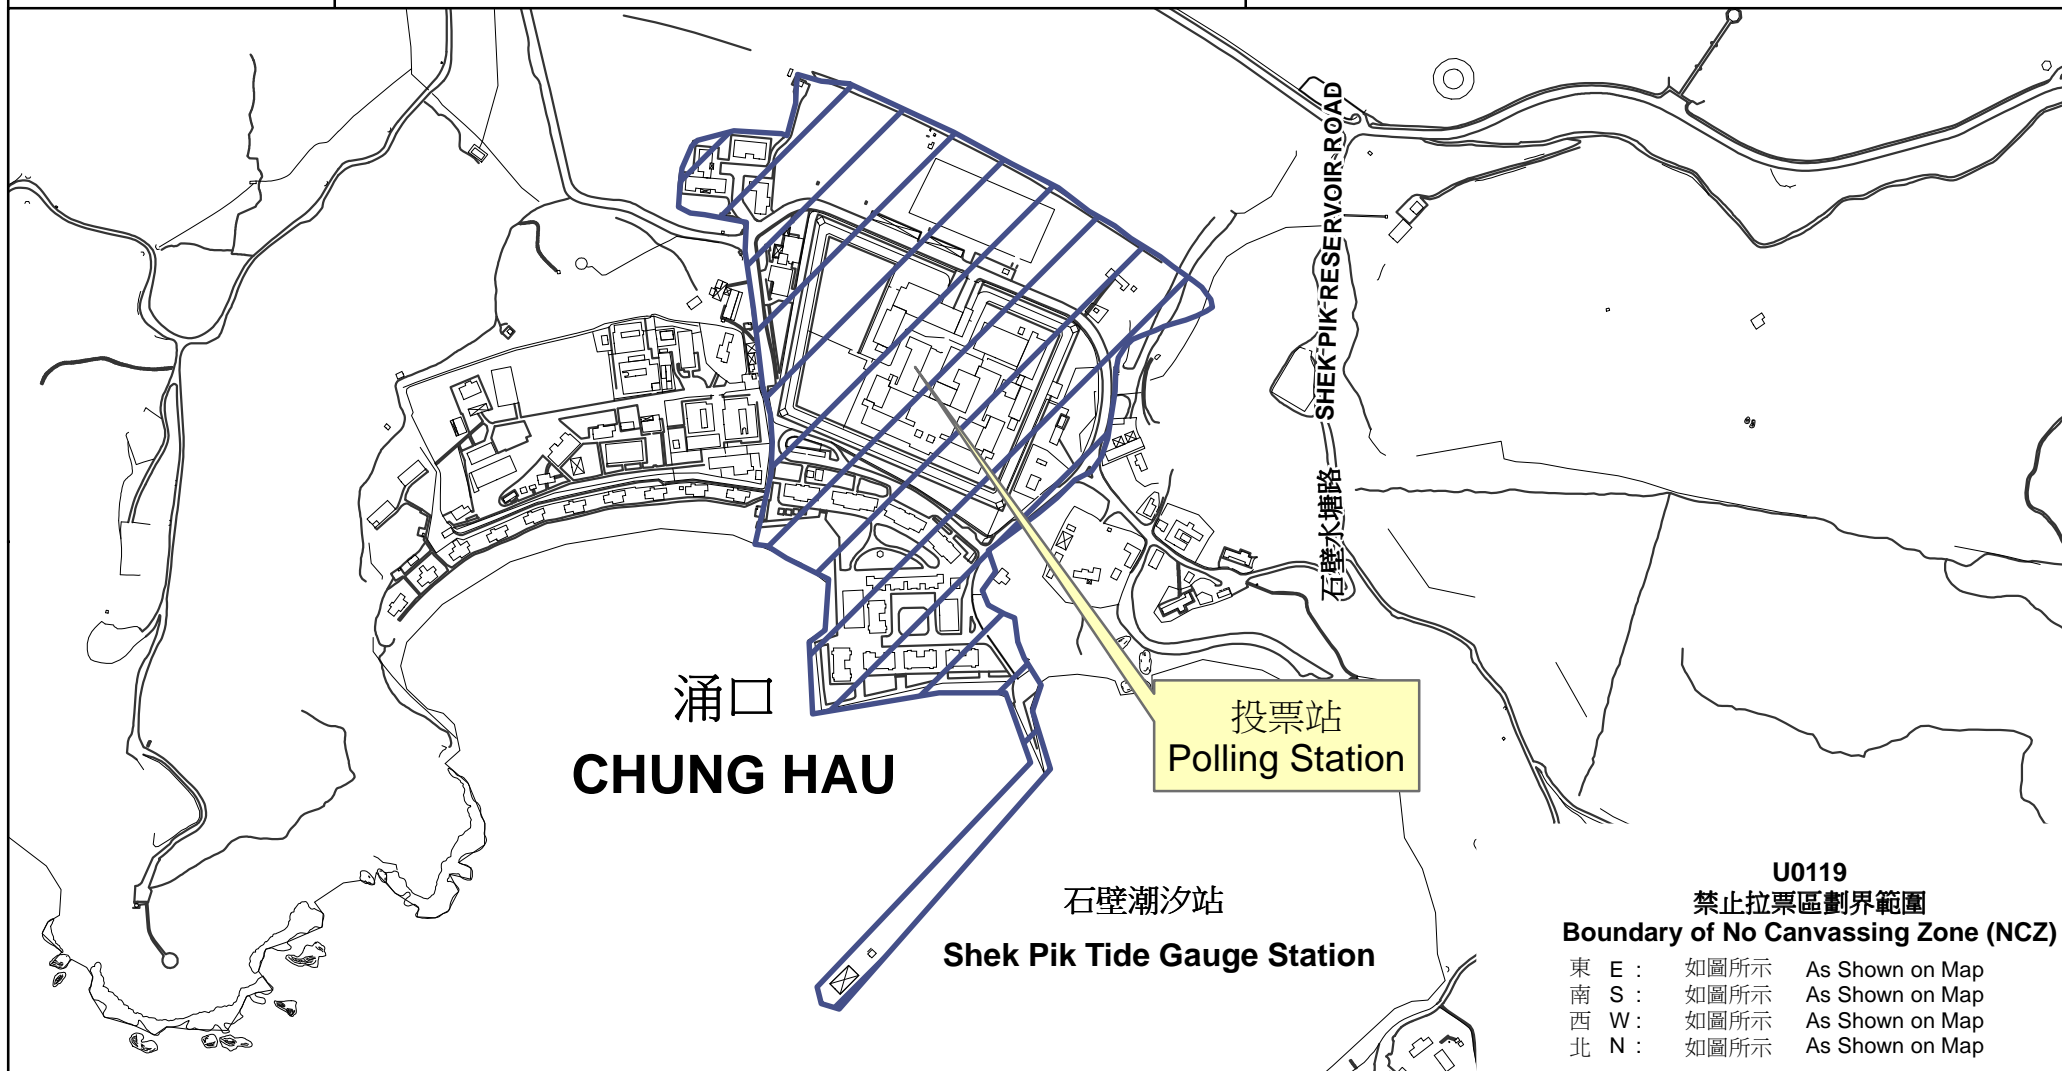 SHEK PIK RESERVOIR ROAD
石壁水塘路
涌口
CHUNG HAU
投票站
Polling Station
石壁潮汐站
Shek Pik Tide Gauge Station
U0119
禁止拉票區劃界範圍
Boundary of No Canvassing Zone (NCZ)
東 E : 如圖所示 As Shown on Map
南 S : 如圖所示 As Shown on Map
西 W : 如圖所示 As Shown on Map
北 N : 如圖所示 As Shown on Map